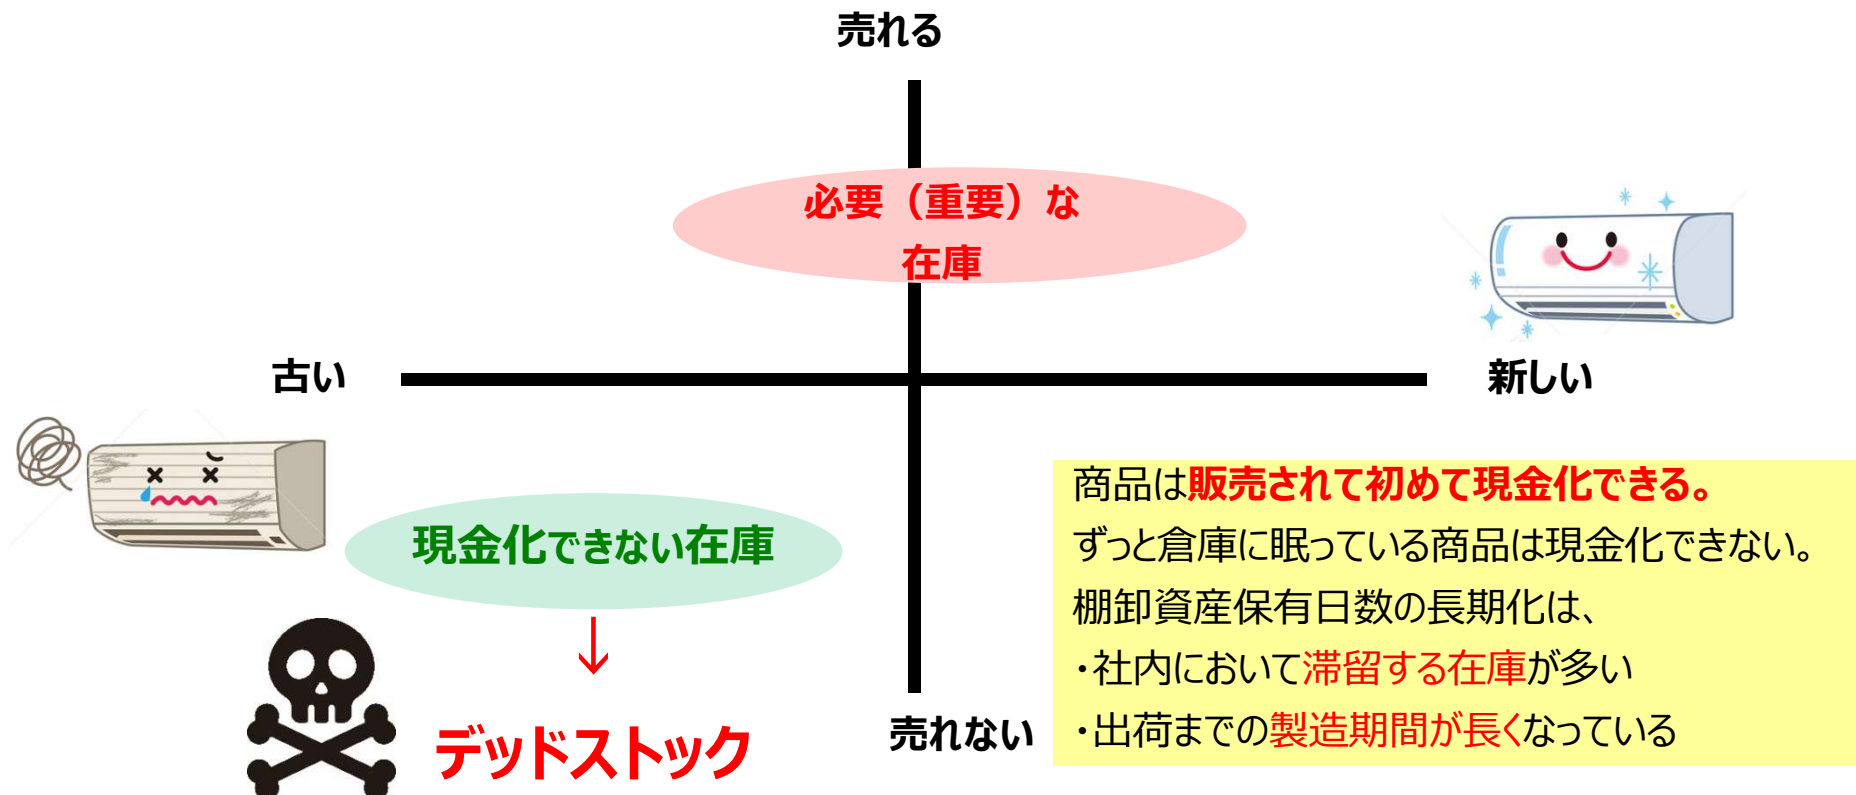 売れる
必要（重要）な
在庫
古い
新しい
現金化できない在庫
↓
デッドストック
売れない
商品は販売されて初めて現金化できる。
ずっと倉庫に眠っている商品は現金化できない。
棚卸資産保有日数の長期化は、
・社内において滞留する在庫が多い
・出荷までの製造期間が長くなっている